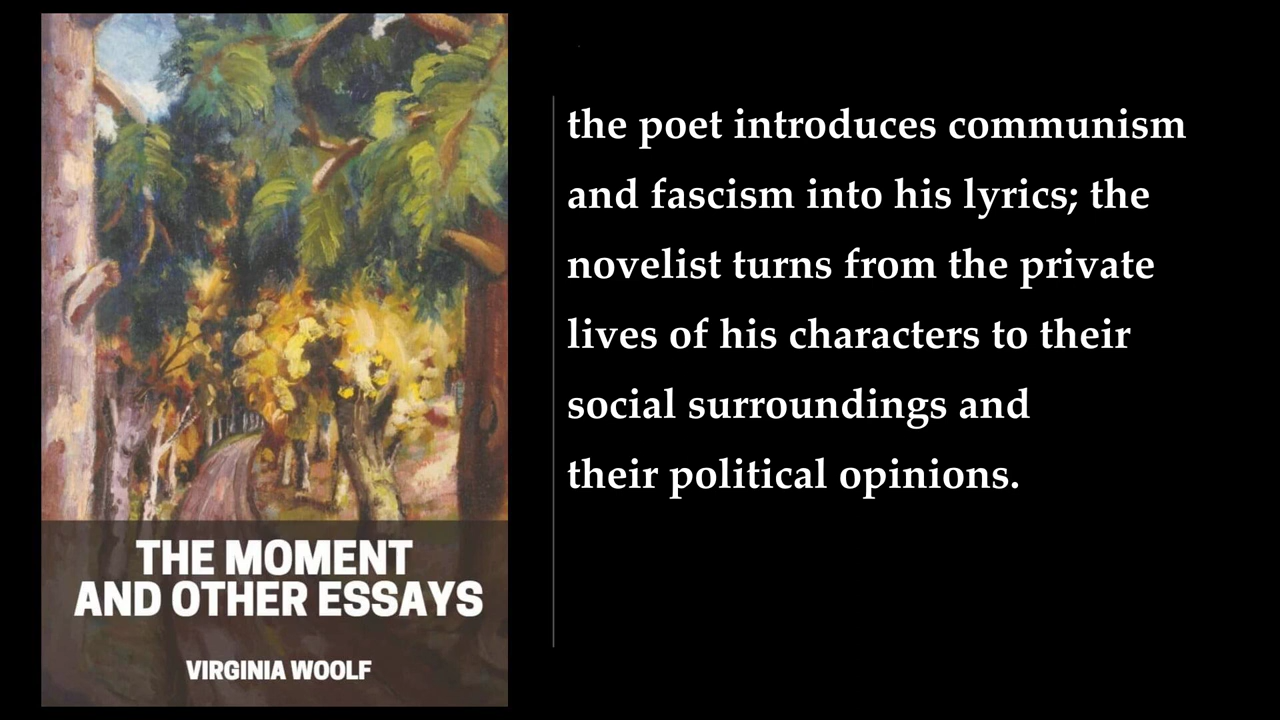 THE MOMENT
AND OTHER ESSAYS
VIRGINIA WOOLF
the poet introduces communism
and fascism into his lyrics; the
novelist turns from the private
lives of his characters to their
social surroundings and
their political opinions.